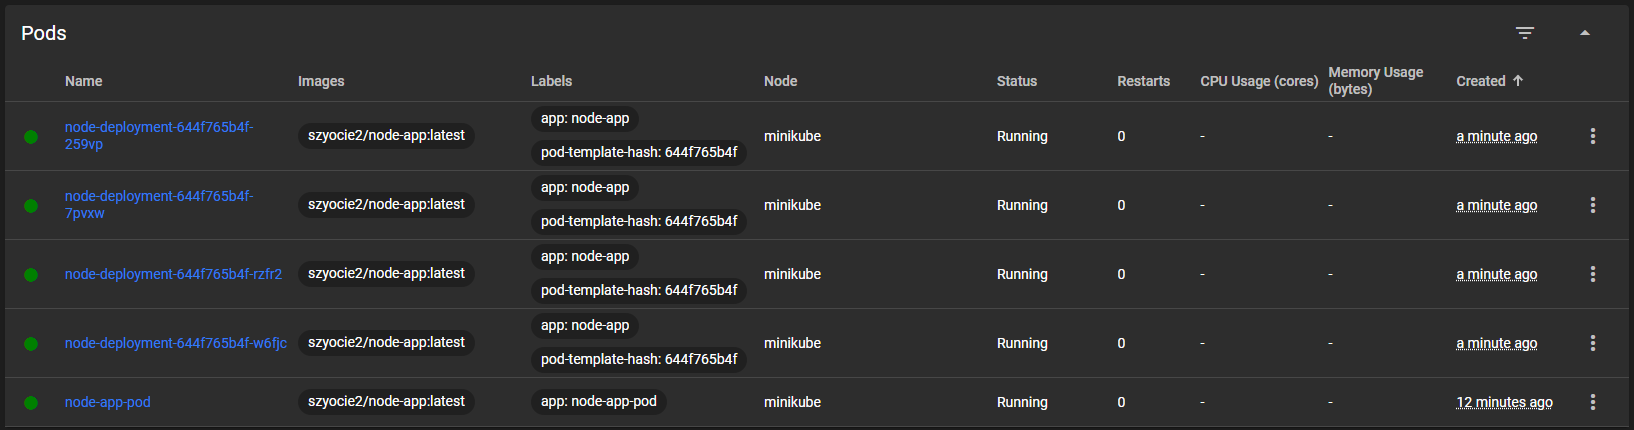 Pods
Name Images Labels Node Status Restarts CPU Usage (cores) Memory Usage (bytes) Created
node-deployment-644f765b4f-259vp szyocie2/node-app:latest app: node-app pod-template-hash: 644f765b4f minikube Running 0 - - a minute ago
node-deployment-644f765b4f-7pvxw szyocie2/node-app:latest app: node-app pod-template-hash: 644f765b4f minikube Running 0 - - a minute ago
node-deployment-644f765b4f-rzfr2 szyocie2/node-app:latest app: node-app pod-template-hash: 644f765b4f minikube Running 0 - - a minute ago
node-deployment-644f765b4f-w6fjc szyocie2/node-app:latest app: node-app pod-template-hash: 644f765b4f minikube Running 0 - - a minute ago
node-app-pod szyocie2/node-app:latest app: node-app-pod minikube Running 0 - - 12 minutes ago